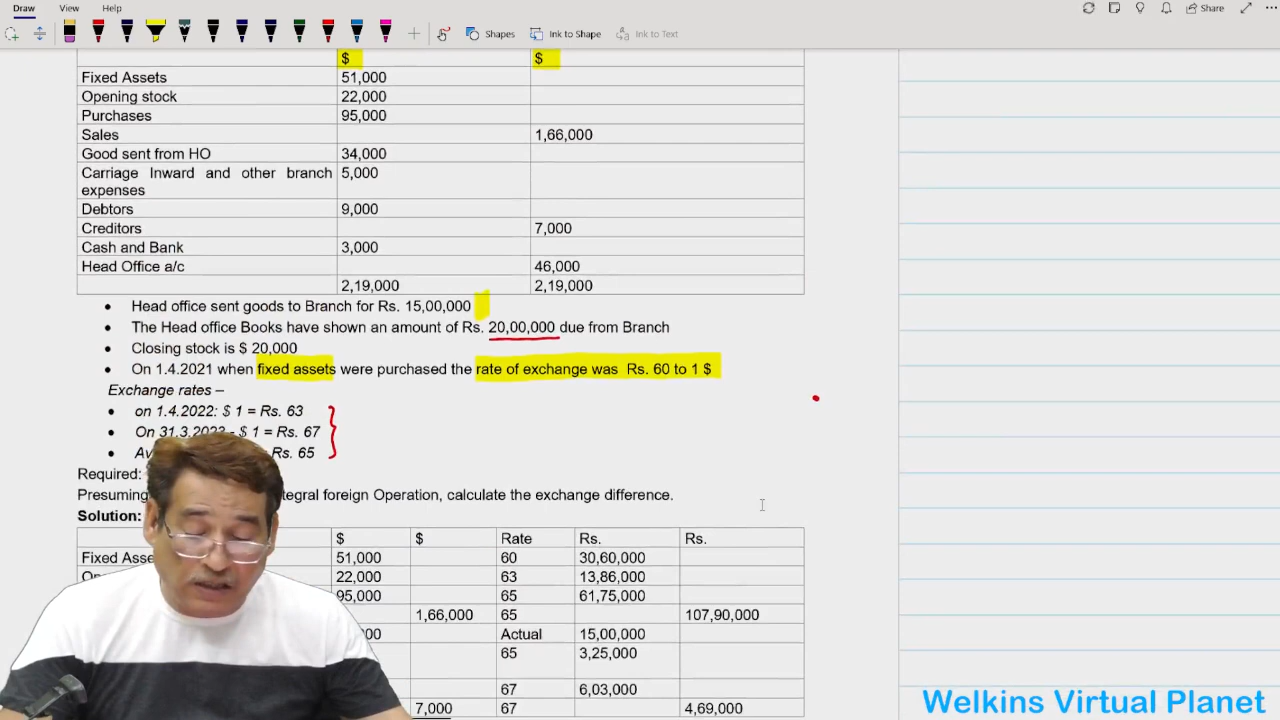 Draw View
Share
Shapes Ink to Shape Ink to Text
$ $
Fixed Assets 51,000
Opening stock 22,000
Purchases 95,000
Sales 1,66,000
Good sent from HO 34,000
Carriage Inward and other branch 5,000
expenses
Debtors 9,000
Creditors 7,000
Cash and Bank 3,000
Head Office a/c 46,000
2,19,000 2,19,000
• Head office sent goods to Branch for Rs. 15,00,000
• The Head office Books have shown an amount of Rs. 20,00,000 due from Branch
• Closing stock is $ 20,000
• On 1.4.2021 when fixed assets were purchased the rate of exchange was Rs. 60 to 1 $
Exchange rates –
• on 1.4.2022: $ 1 = Rs. 63
• On 31.3.2023 - $ 1 = Rs. 67
• Rs. 65
Required:
Presuming foreign Operation, calculate the exchange difference.
Solution:
$ $ Rate Rs. Rs.
Fixed 51,000 60 30,60,000
22,000 63 13,86,000
95,000 65 61,75,000
1,66,000 65 107,90,000
Actual 15,00,000
65 3,25,000
67 6,03,000
7,000 67 4,69,000
Welkins Virtual Planet